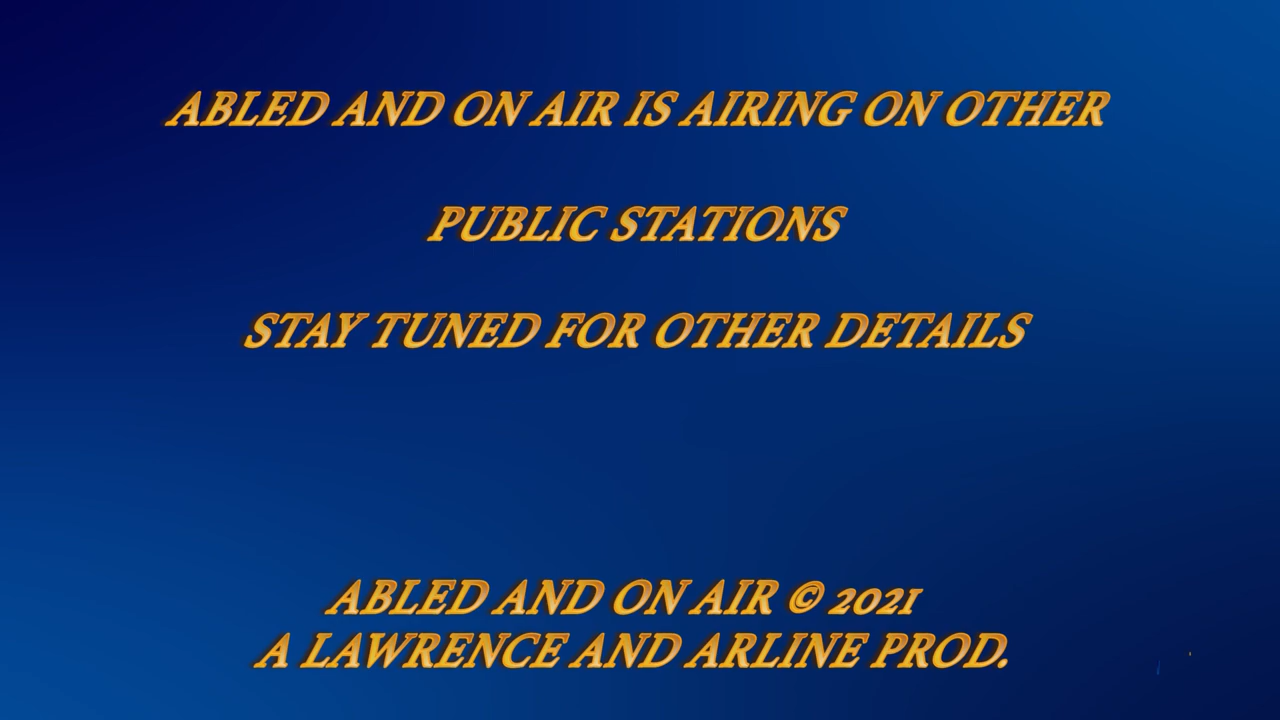 ABLED AND ON AIR IS AIRING ON OTHER
PUBLIC STATIONS
STAY TUNED FOR OTHER DETAILS
ABLED AND ON AIR © 2021
A LAWRENCE AND ARLINE PROD.